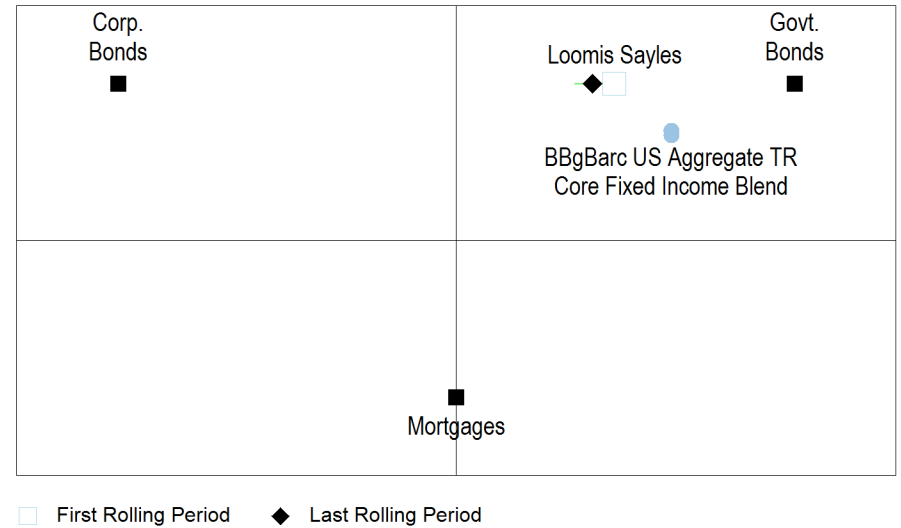 Corp.
Bonds
Loomis Sayles
Govt.
Bonds
BBgBarc US Aggregate TR
Core Fixed Income Blend
Mortgages
First Rolling Period
Last Rolling Period